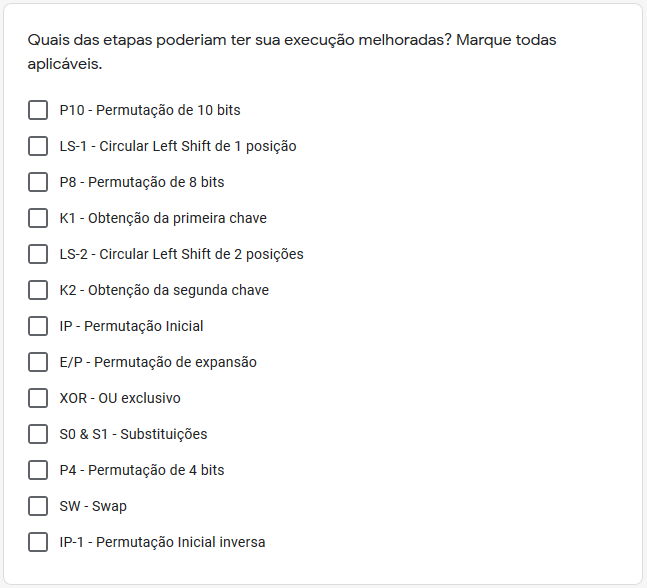 Quais das etapas poderiam ter sua execução melhoradas? Marque todas
aplicáveis.
P10 - Permutação de 10 bits
LS-1 - Circular Left Shift de 1 posição
P8 - Permutação de 8 bits
K1 - Obtenção da primeira chave
LS-2 - Circular Left Shift de 2 posições
K2 - Obtenção da segunda chave
IP - Permutação Inicial
E/P - Permutação de expansão
XOR - OU exclusivo
S0 & S1 - Substituições
P4 - Permutação de 4 bits
SW - Swap
IP-1 - Permutação Inicial inversa